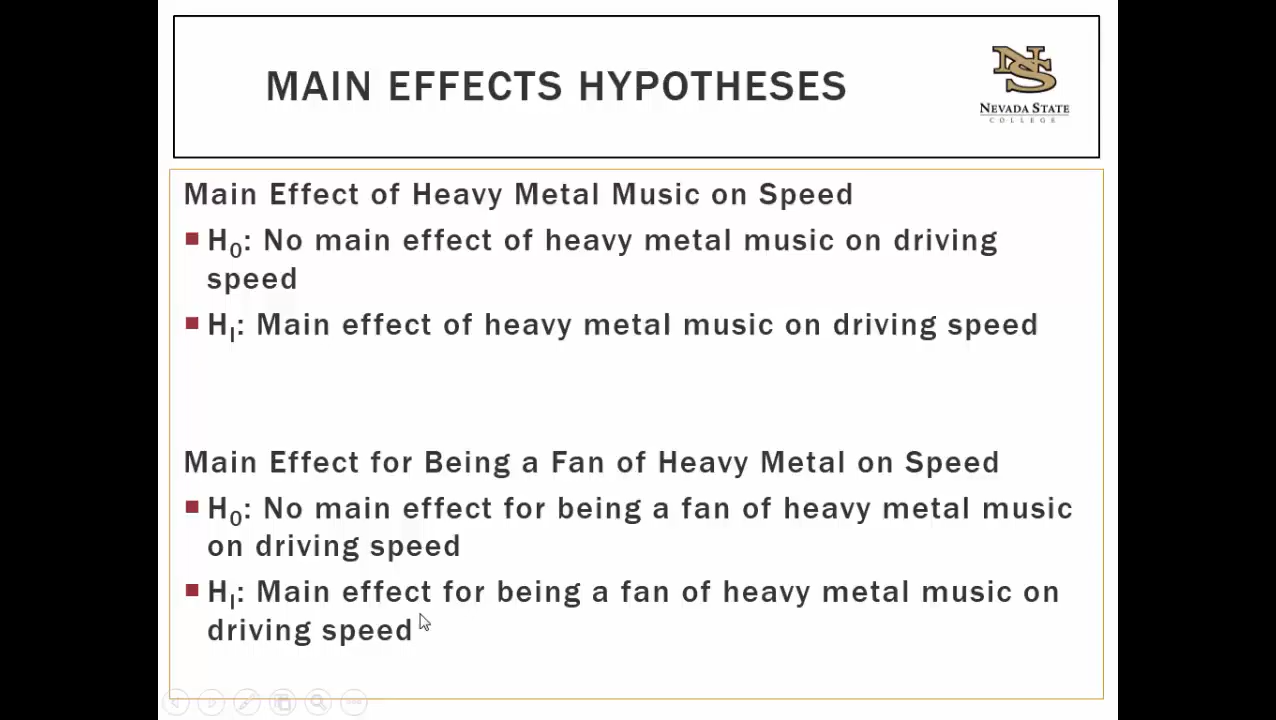 MAIN EFFECTS HYPOTHESES
NS
NEVADA STATE
COLLEGE
Main Effect of Heavy Metal Music on Speed
H0: No main effect of heavy metal music on driving
speed
HI: Main effect of heavy metal music on driving speed
Main Effect for Being a Fan of Heavy Metal on Speed
H0: No main effect for being a fan of heavy metal music
on driving speed
HI: Main effect for being a fan of heavy metal music on
driving speed